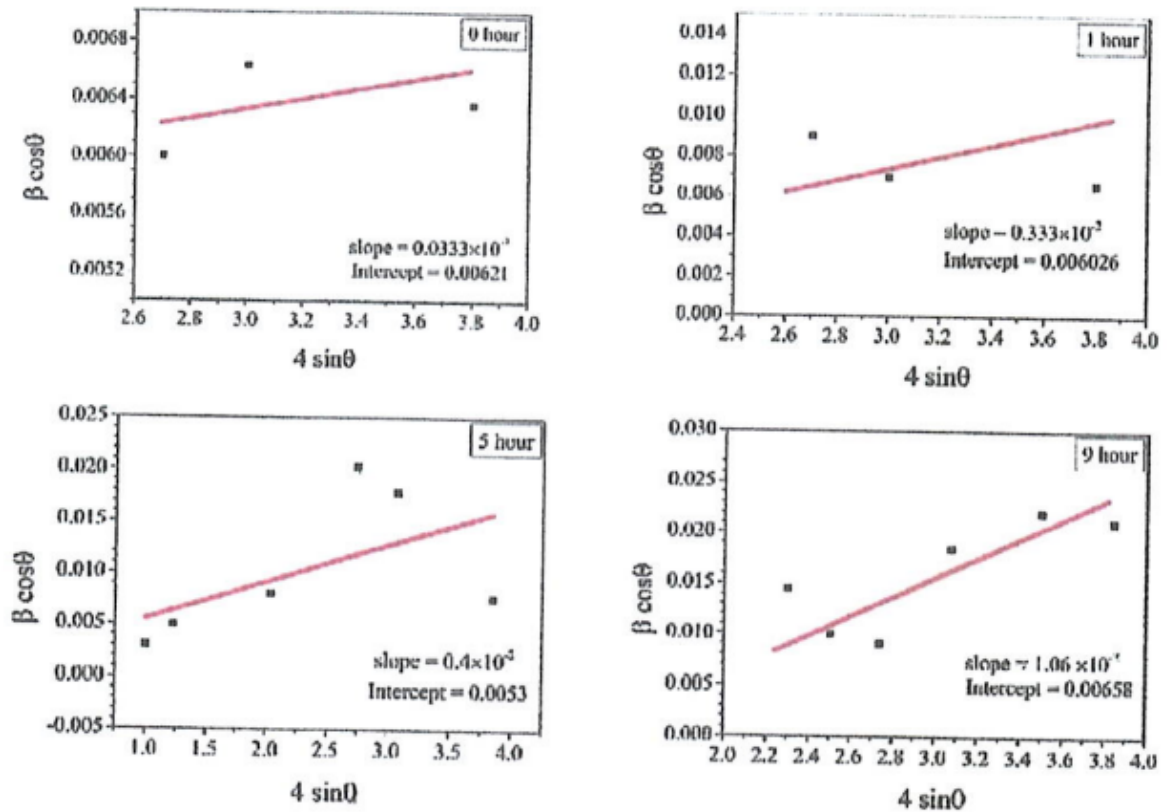 0 hour
0.0068
0.0064
0.0060
0.0056
0.0052
β cosθ
slope = 0.0333×10
Intercept = 0.00621
2.6 2.8 3.0 3.2 3.4 3.6 3.8 4.0
4 sinθ
1 hour
0.014
0.012
0.010
0.008
0.006
0.004
0.002
0.000
β cosθ
slope = 0.333×10⁻²
Intercept = 0.006026
2.4 2.6 2.8 3.0 3.2 3.4 3.6 3.8 4.0
4 sinθ
5 hour
0.025
0.020
0.015
0.010
0.005
0.000
-0.005
β cosθ
slope = 0.4×10⁻²
Intercept = 0.0053
1.0 1.5 2.0 2.5 3.0 3.5 4.0
4 sinθ
9 hour
0.030
0.025
0.020
0.015
0.010
0.005
0.000
β cosθ
slope = 1.06 ×10
Intercept = 0.00658
2.0 2.2 2.4 2.6 2.8 3.0 3.2 3.4 3.6 3.8 4.0
4 sinθ